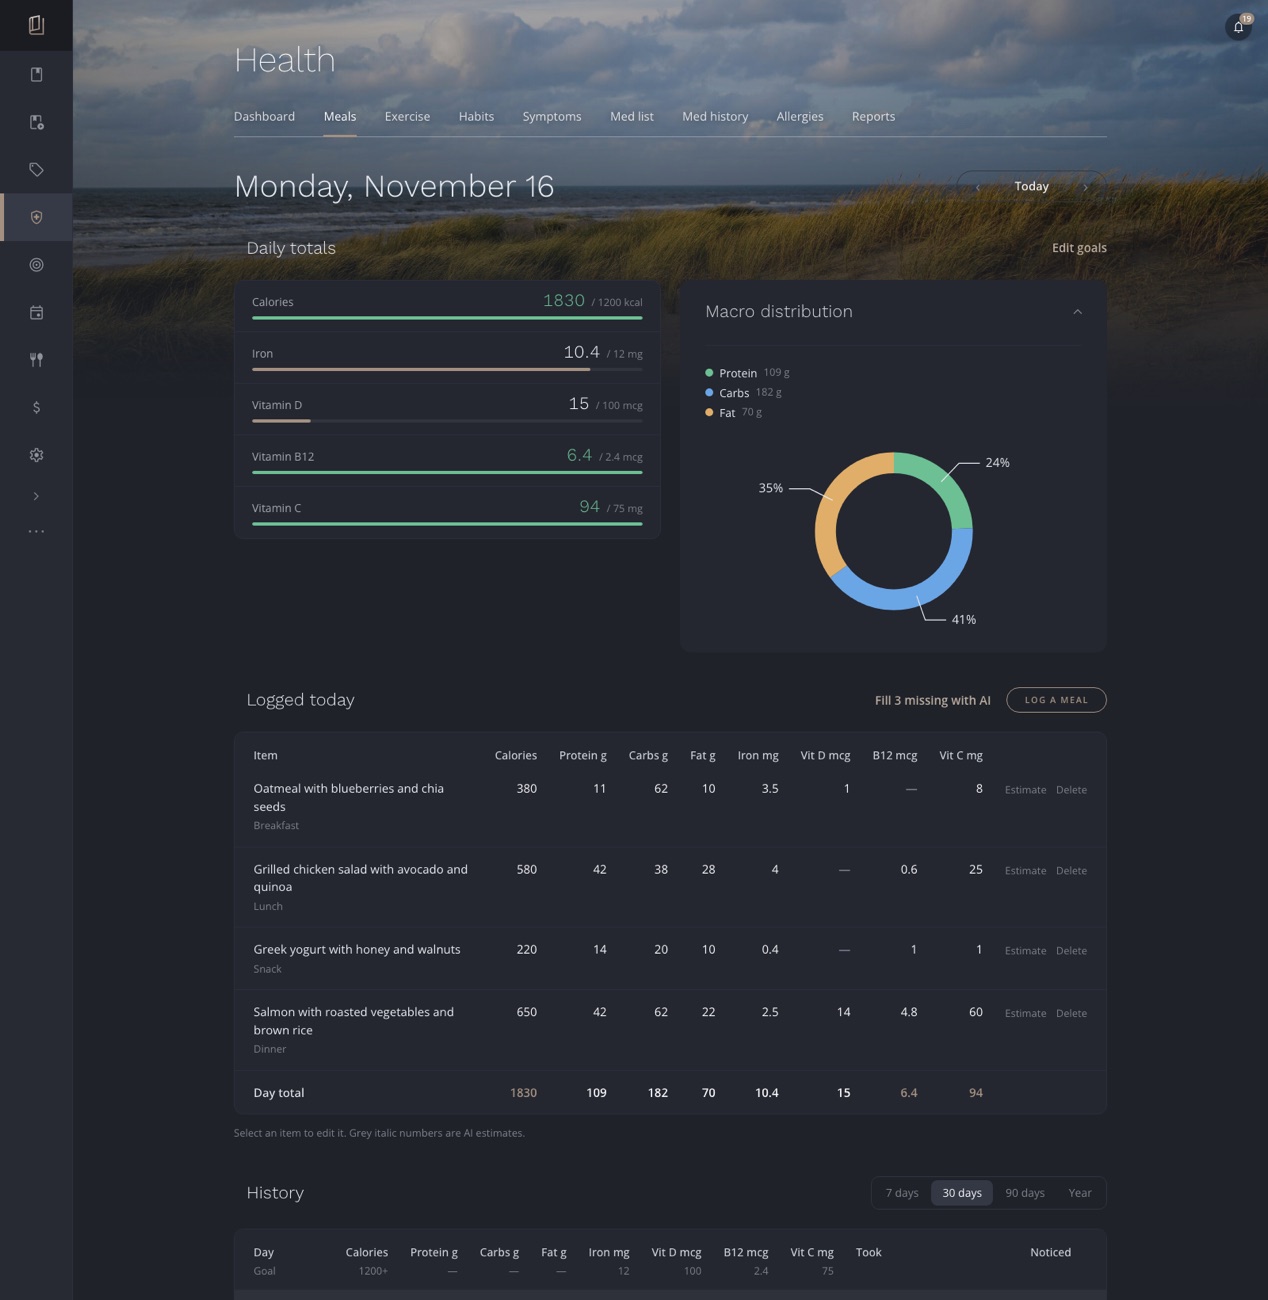 19
Health
Dashboard Meals Exercise Habits Symptoms Med list Med history Allergies Reports
Monday, November 16
Today
Daily totals
Edit goals
Calories 1830 / 1200 kcal
Iron 10.4 / 12 mg
Vitamin D 15 / 100 mcg
Vitamin B12 6.4 / 2.4 mcg
Vitamin C 94 / 75 mg
Macro distribution
Protein 109 g
Carbs 182 g
Fat 70 g
24%
35%
41%
Logged today
Fill 3 missing with AI
LOG A MEAL
Item Calories Protein g Carbs g Fat g Iron mg Vit D mcg B12 mcg Vit C mg
Oatmeal with blueberries and chia 380 11 62 10 3.5 1 — 8 Estimate Delete
seeds
Breakfast
Grilled chicken salad with avocado and 580 42 38 28 4 — 0.6 25 Estimate Delete
quinoa
Lunch
Greek yogurt with honey and walnuts 220 14 20 10 0.4 — 1 1 Estimate Delete
Snack
Salmon with roasted vegetables and 650 42 62 22 2.5 14 4.8 60 Estimate Delete
brown rice
Dinner
Day total 1830 109 182 70 10.4 15 6.4 94
Select an item to edit it. Grey italic numbers are AI estimates.
History
7 days 30 days 90 days Year
Day Calories Protein g Carbs g Fat g Iron mg Vit D mcg B12 mcg Vit C mg Took Noticed
Goal 1200+ — — — 12 100 2.4 75